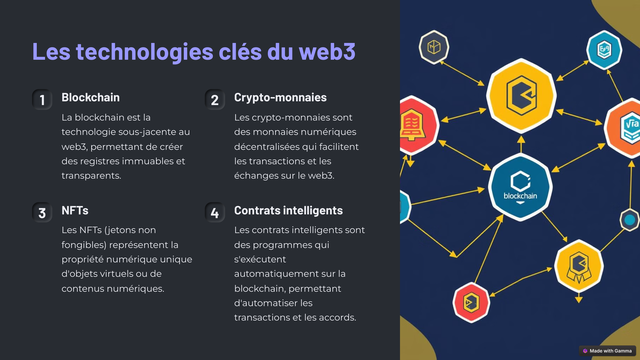 Les technologies clés du web3
1
Blockchain
La blockchain est la
technologie sous-jacente au
web3, permettant de créer
des registres immuables et
transparents.
2
Crypto-monnaies
Les crypto-monnaies sont
des monnaies numériques
décentralisées qui facilitent
les transactions et les
échanges sur le web3.
3
NFTs
Les NFTs (jetons non
fongibles) représentent la
propriété numérique unique
d'objets virtuels ou de
contenus numériques.
4
Contrats intelligents
Les contrats intelligents sont
des programmes qui
s'exécutent
automatiquement sur la
blockchain, permettant
d'automatiser les
transactions et les accords.
blockchain
Made with Gamma